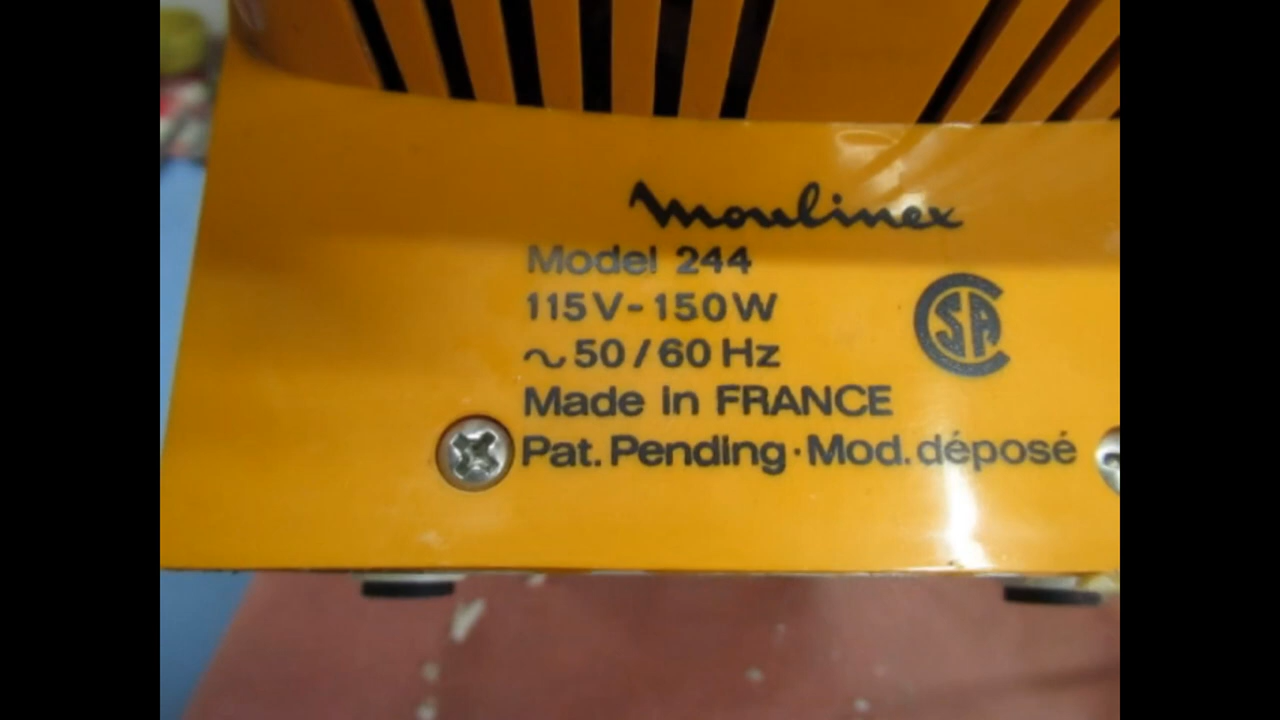 Moulinex
Model 244
115V-150W
~50/60 Hz
CSA
Made in FRANCE
Pat. Pending · Mod. déposé